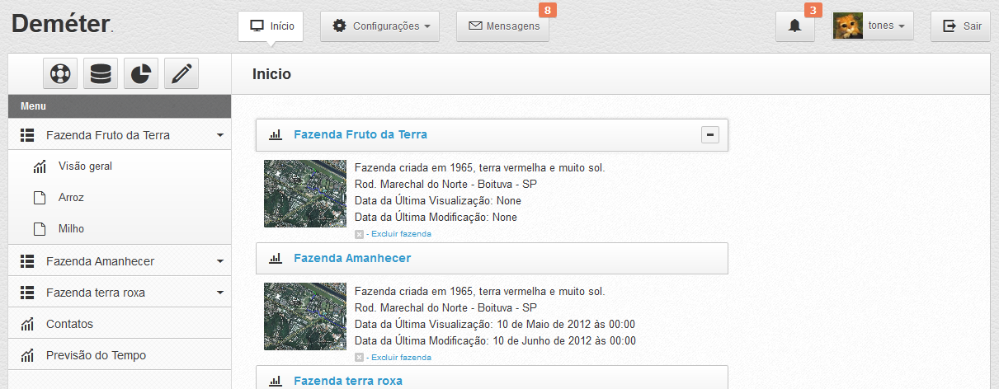 Deméter.
Início
Configurações
Mensagens
8
3
tones
Sair
Inicio
Menu
Fazenda Fruto da Terra
Visão geral
Arroz
Milho
Fazenda Amanhecer
Fazenda terra roxa
Contatos
Previsão do Tempo
Fazenda Fruto da Terra
Fazenda criada em 1965, terra vermelha e muito sol.
Rod. Marechal do Norte - Boituva - SP
Data da Última Visualização: None
Data da Última Modificação: None
- Excluir fazenda
Fazenda Amanhecer
Fazenda criada em 1965, terra vermelha e muito sol.
Rod. Marechal do Norte - Boituva - SP
Data da Última Visualização: 10 de Maio de 2012 às 00:00
Data da Última Modificação: 10 de Junho de 2012 às 00:00
- Excluir fazenda
Fazenda terra roxa